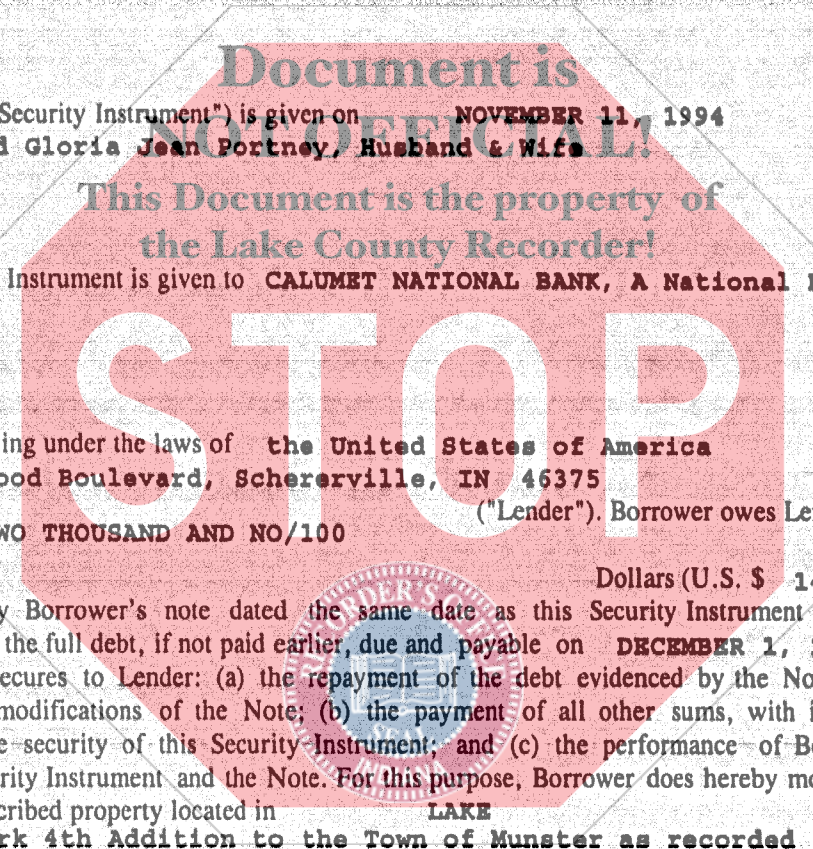 Document is
Security Instrument") is given on NOVEMBER 11, 1994
NOT OFFICIAL!
Gloria Jean Portney, Husband & Wife
This Document is the property of
the Lake County Recorder!
Instrument is given to CALUMET NATIONAL BANK, A National
STOP
ing under the laws of the United States of America
ood Boulevard, Schererville, IN 46375
("Lender"). Borrower owes Le
WO THOUSAND AND NO/100
Dollars (U.S. $ 14
y Borrower's note dated the same date as this Security Instrument
the full debt, if not paid earlier, due and payable on DECEMBER 1,
ecures to Lender: (a) the repayment of the debt evidenced by the No
modifications of the Note; (b) the payment of all other sums, with i
e security of this Security Instrument; and (c) the performance of Bo
rity Instrument and the Note. For this purpose, Borrower does hereby mo
cribed property located in LAKE
rk 4th Addition to the Town of Munster as recorded
RECORDER'S
SEAL
INDIANA